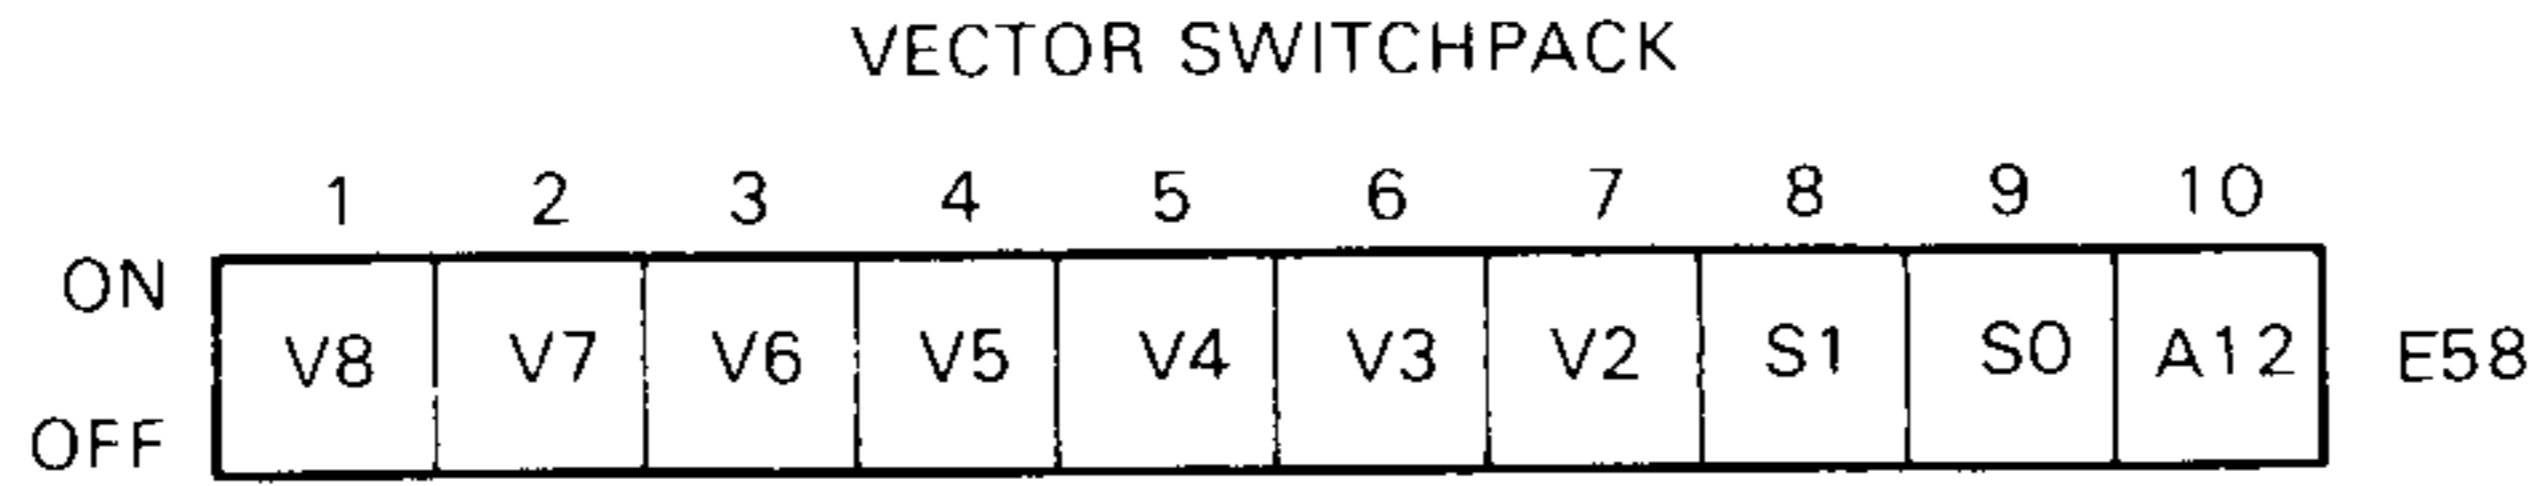 VECTOR SWITCHPACK
1 2 3 4 5 6 7 8 9 10
ON
V8 V7 V6 V5 V4 V3 V2 S1 S0 A12 E58
OFF